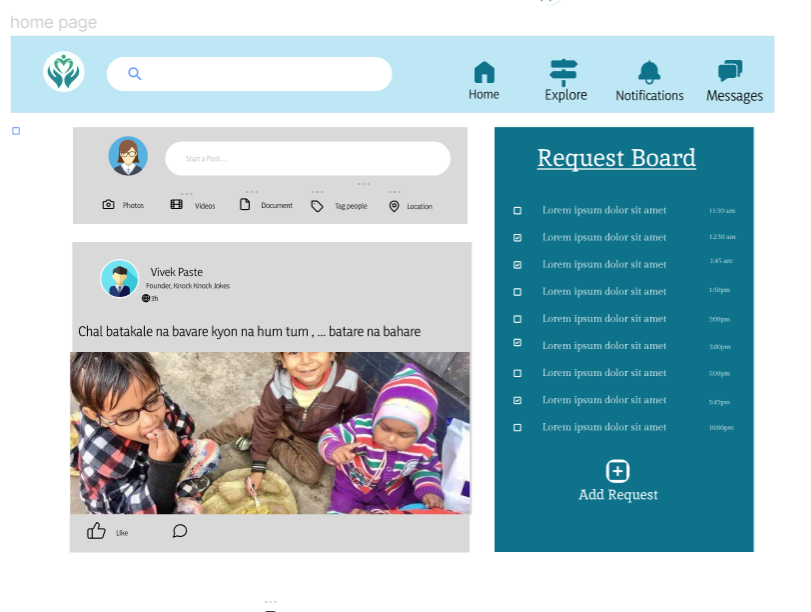 home page
Home
Explore
Notifications
Messages
Start a Post....
Photos
Videos
Document
Tag people
Location
Vivek Paste
Founder, Knock Knock Jokes
3h
Chal batakale na bavare kyon na hum tum , ... batare na bahare
Like
Request Board
Lorem ipsum dolor sit amet 11:30 am
Lorem ipsum dolor sit amet 12:30 am
Lorem ipsum dolor sit amet 1:45 am
Lorem ipsum dolor sit amet 1:50pm
Lorem ipsum dolor sit amet 2:00pm
Lorem ipsum dolor sit amet 3:00pm
Lorem ipsum dolor sit amet 5:00pm
Lorem ipsum dolor sit amet 5:45pm
Lorem ipsum dolor sit amet 10:00pm
Add Request